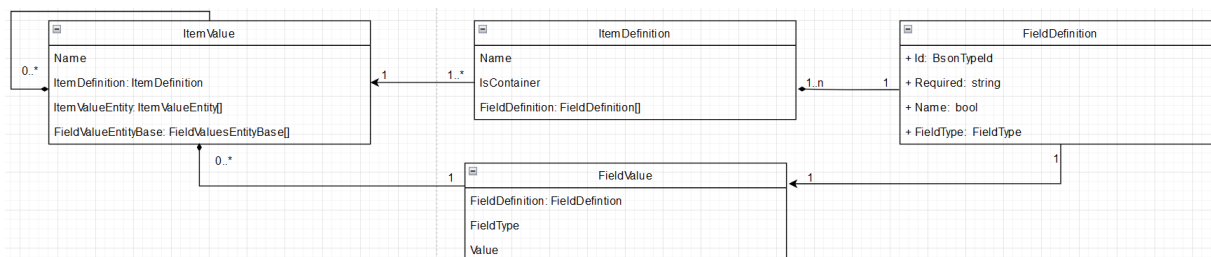 ItemValue
Name
ItemDefinition: ItemDefinition
ItemValueEntity: ItemValueEntity[]
FieldValueEntityBase: FieldValuesEntityBase[]
0..*
0..*
1
1..*
ItemDefinition
Name
IsContainer
FieldDefinition: FieldDefinition[]
1..n
1
FieldDefinition
+ Id: BsonTypeId
+ Required: string
+ Name: bool
+ FieldType: FieldType
1
1
1
FieldValue
FieldDefinition: FieldDefintion
FieldType
Value